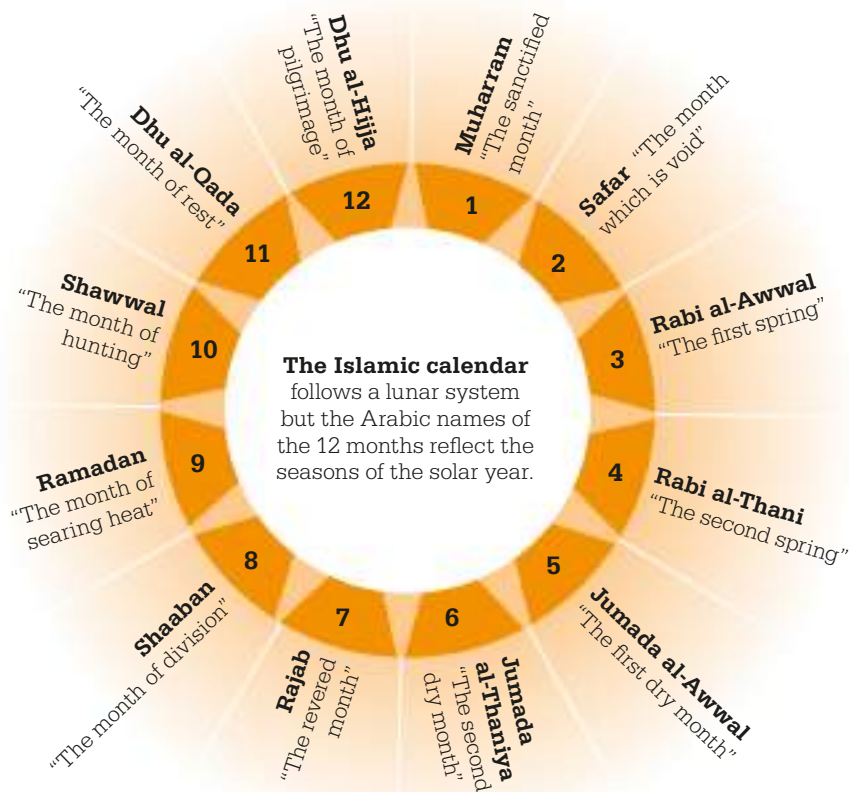 The Islamic calendar
follows a lunar system
but the Arabic names of
the 12 months reflect the
seasons of the solar year.
1
Muharram
“The sanctified
month”
2
Safar “The month
which is void”
3
Rabi al-Awwal
“The first spring”
4
Rabi al-Thani
“The second spring”
5
Jumada al-Awwal
“The first dry month”
6
Jumada
al-Thaniya
“The second
dry month”
7
Rajab
“The revered
month”
8
Shaaban
“The month of division”
9
Ramadan
“The month of
searing heat”
10
Shawwal
“The month of
hunting”
11
Dhu al-Qada
“The month of rest”
12
Dhu al-Hijja
“The month of
pilgrimage”